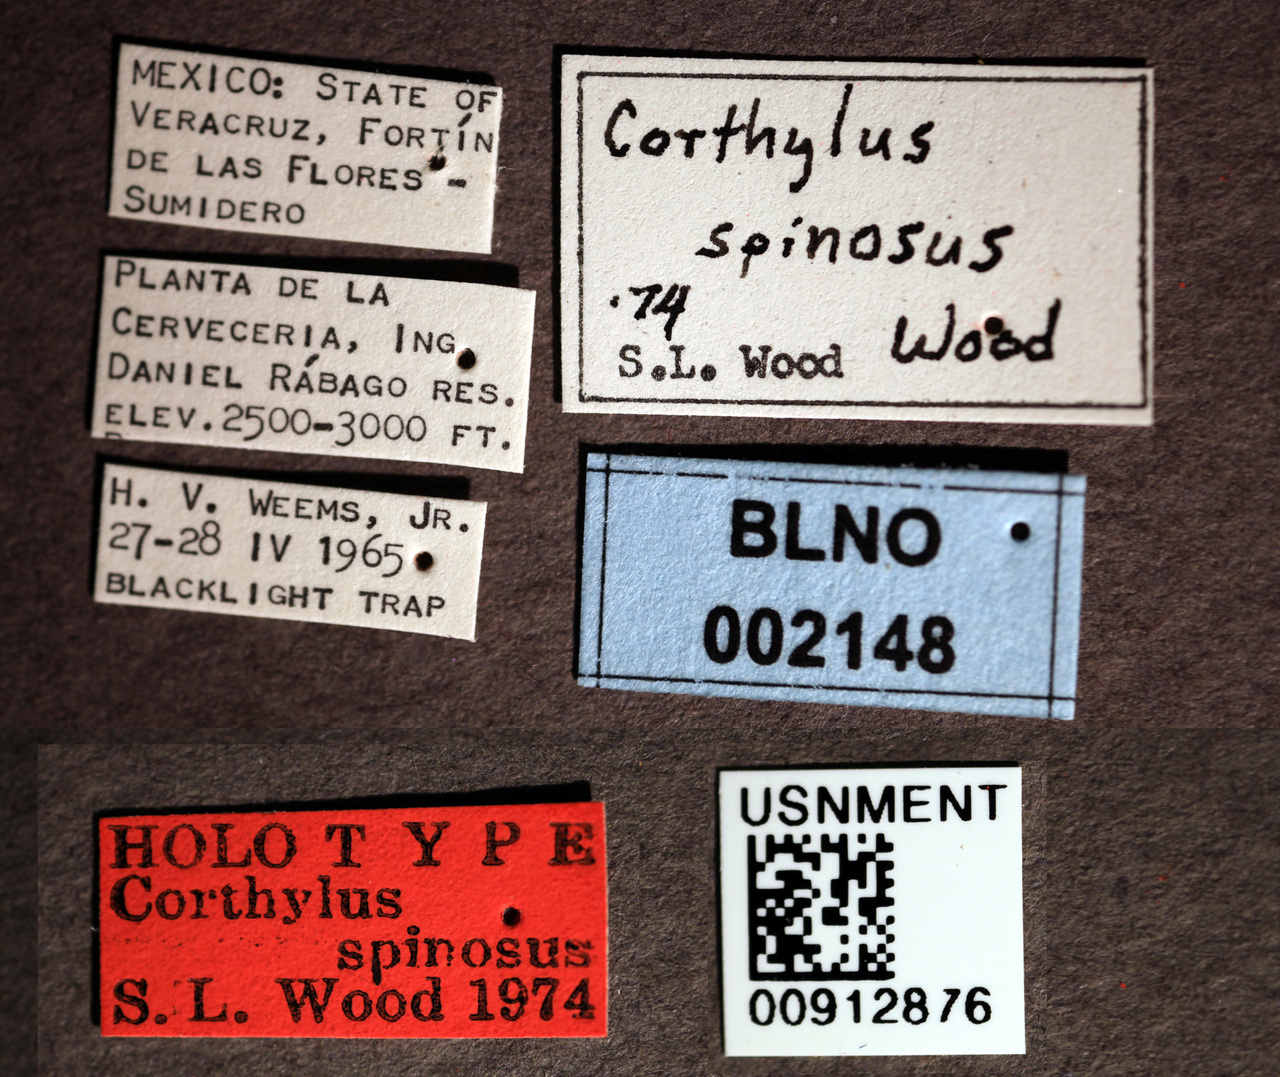 MEXICO: STATE OF
VERACRUZ, FORTÍN
DE LAS FLORES -
SUMIDERO
PLANTA DE LA
CERVECERIA, ING.
DANIEL RÁBAGO RES.
ELEV. 2500-3000 FT.
H. V. WEEMS, JR.
27-28 IV 1965
BLACKLIGHT TRAP
Corthylus
spinosus
'74 Wood
S.L. Wood
BLNO
002148
HOLOTYPE
Corthylus
spinosus
S. L. Wood 1974
USNMENT
00912876